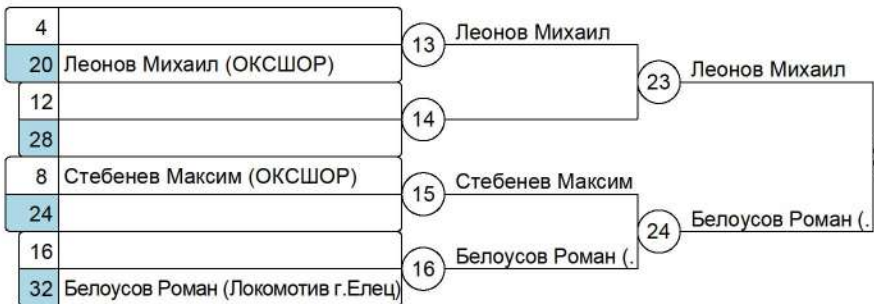 4
20 Леонов Михаил (ОКСШОР)
12
28
8 Стебенев Максим (ОКСШОР)
24
16
32 Белоусов Роман (Локомотив г.Елец)
13 Леонов Михаил
14
15 Стебенев Максим
16 Белоусов Роман (.
23 Леонов Михаил
24 Белоусов Роман (.